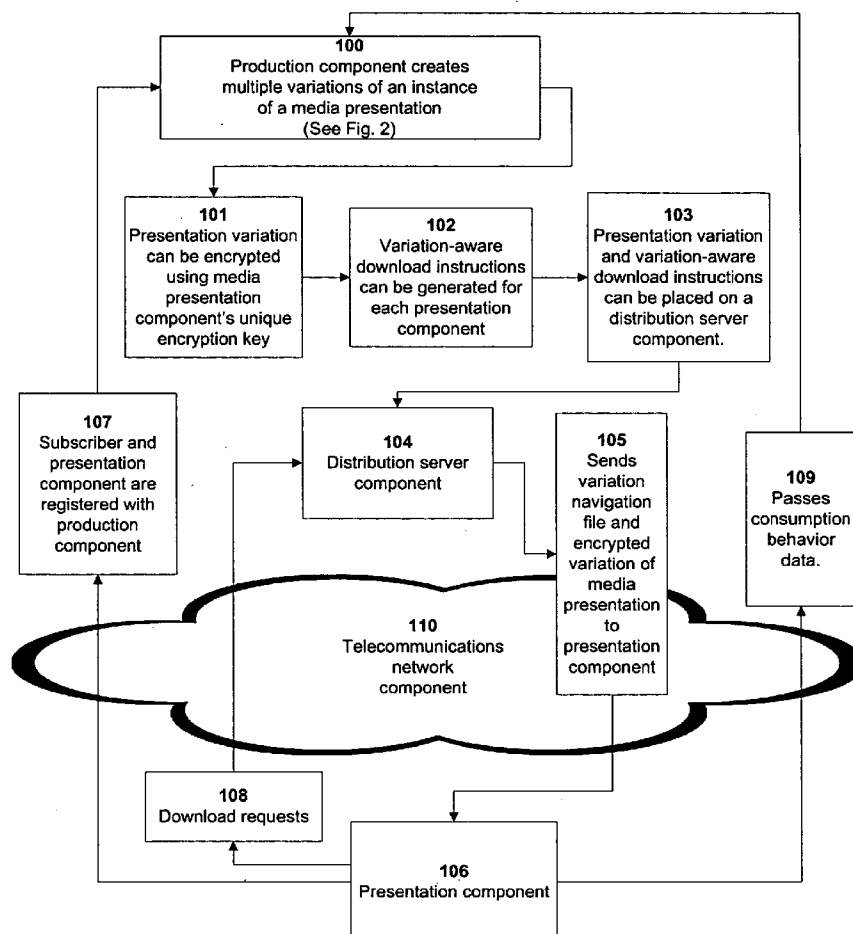 100
Production component creates
multiple variations of an instance
of a media presentation
(See Fig. 2)
101
Presentation variation
can be encrypted
using media
presentation
component's unique
encryption key
102
Variation-aware
download instructions
can be generated for
each presentation
component
103
Presentation variation
and variation-aware
download instructions
can be placed on a
distribution server
component.
107
Subscriber and
presentation
component are
registered with
production
component
104
Distribution server
component
105
Sends
variation
navigation
file and
encrypted
variation of
media
presentation
to
presentation
component
109
Passes
consumption
behavior
data.
110
Telecommunications
network
component
108
Download requests
106
Presentation component